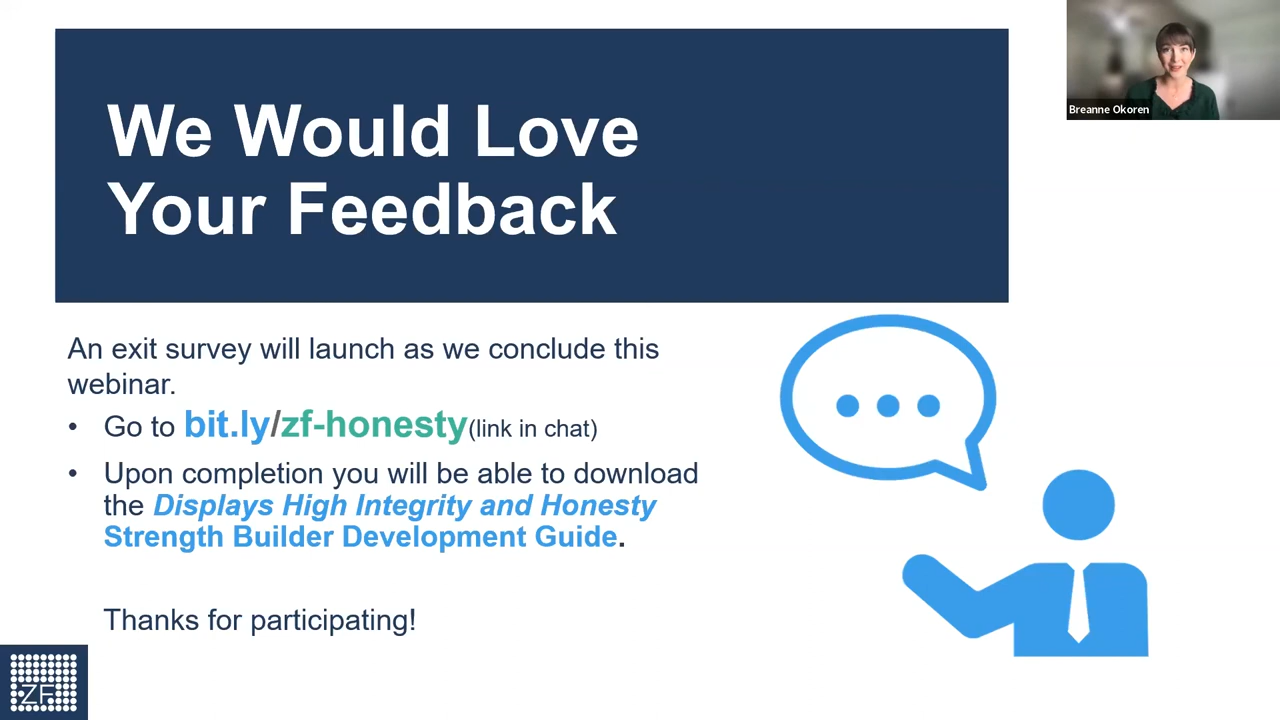 We Would Love
Your Feedback
Breanne Okoren
An exit survey will launch as we conclude this
webinar.
• Go to bit.ly/zf-honesty(link in chat)
• Upon completion you will be able to download
the Displays High Integrity and Honesty
Strength Builder Development Guide.
Thanks for participating!
ZF